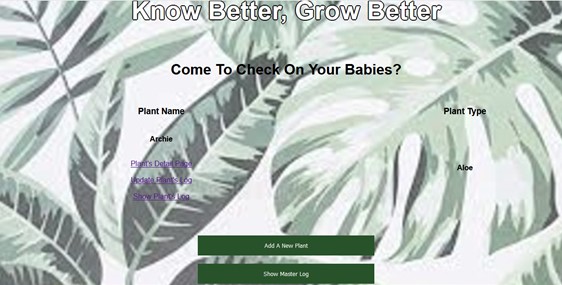 Know Better, Grow Better
Come To Check On Your Babies?
Plant Name
Plant Type
Archie
Aloe
Plant's Detail Page
Update Plant's Log
Show Plant's Log
Add A New Plant
Show Master Log